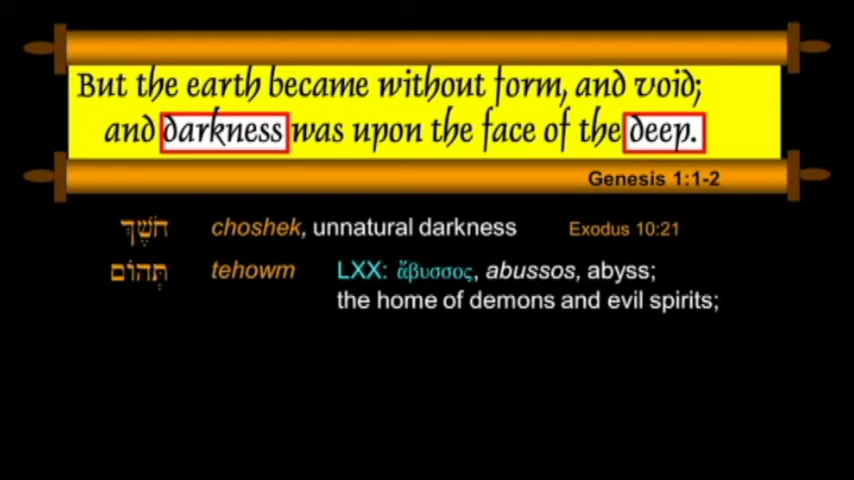 But the earth became without form, and void;
and darkness was upon the face of the deep.
Genesis 1:1-2
חֹשֶׁךְ choshek, unnatural darkness Exodus 10:21
תְּהוֹם tehowm LXX: ἄβυσσος, abussos, abyss;
the home of demons and evil spirits;